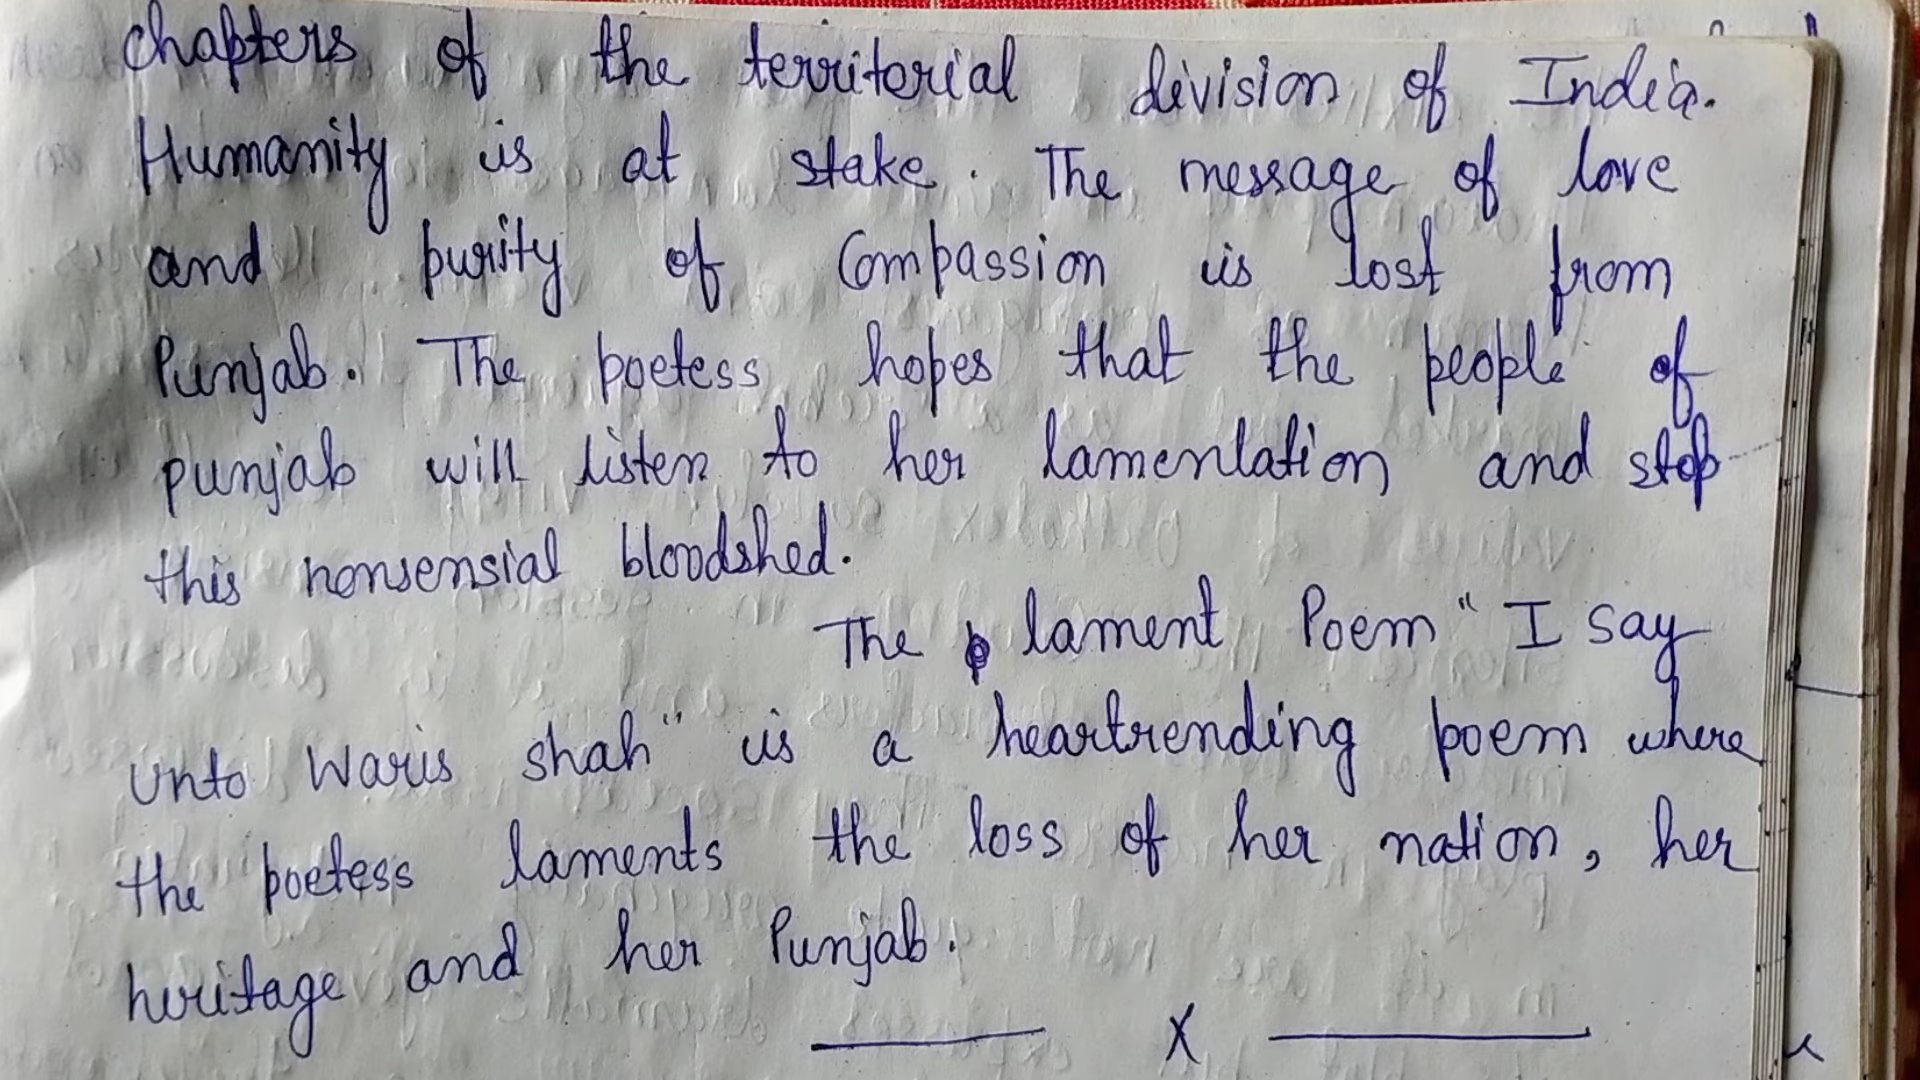 chapters of the territorial division of India.
Humanity is at stake. The message of love
and purity of Compassion is lost from
Punjab. The poetess hopes that the people of
punjab will listen to her lamentation and stop
this nonsensial bloodshed.
The lament Poem " I say
unto Waris shah" is a heartrending poem where
the poetess laments the loss of her nation, her
heritage and her Punjab.
X